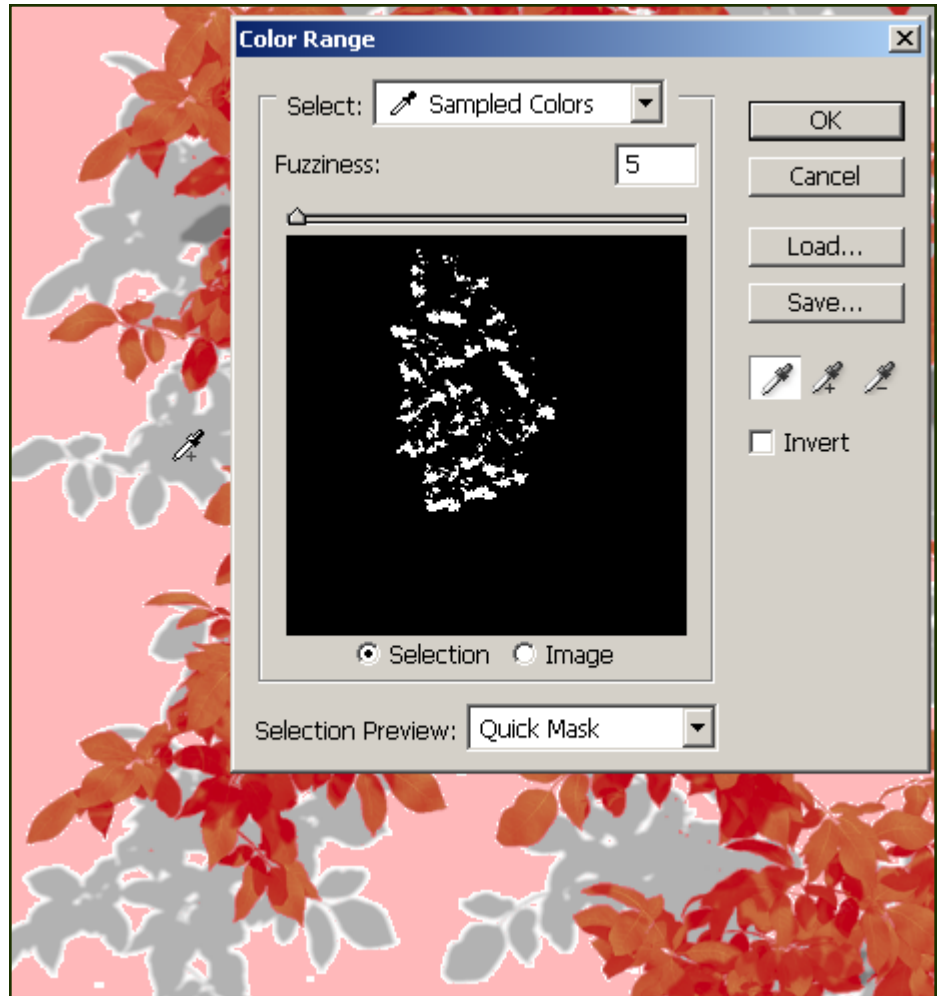 Color Range
Select: Sampled Colors
OK
Fuzziness: 5
Cancel
Load...
Save...
Invert
Selection Image
Selection Preview: Quick Mask